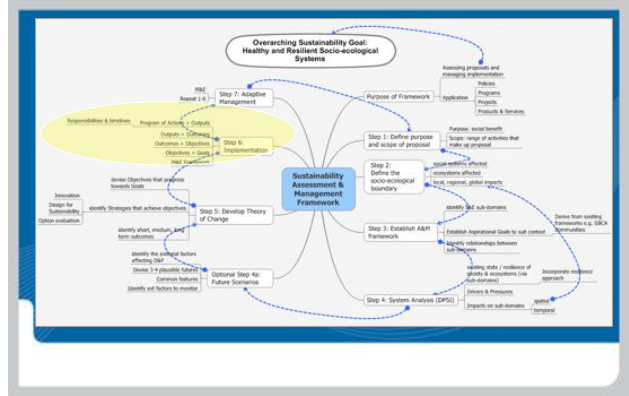 Overarching Sustainability Goal:
Healthy and Resilient Socio-ecological
Systems
Sustainability
Assessment &
Management
Framework
Purpose of Framework
Assessing proposals and
managing implementation
Application
Policies
Programs
Projects
Products & Services
Step 1: Define purpose
and scope of proposal
Purpose: social benefit
Scope: range of activities that
make up proposal
Step 2:
Define the
socio-ecological
boundary
social systems affected
ecosystems affected
local, regional, global impacts
Step 3: Establish A&M
framework
identify S&E sub-domains
Establish Aspirational Goals to suit context
Derive from existing
frameworks e.g. GBCA
Communities
Identify relationships between
sub-domains
Step 4: System Analysis (DPSI)
existing state / resilience of
society & ecosystems (via
sub-domains)
Incorporate resilience
approach
Drivers & Pressures
Impacts on sub-domains
spatial
temporal
Optional Step 4a:
Future Scenarios
identify the external factors
affecting D&P
Devise 3-4 plausible futures
Common features
Identify ext factors to monitor
Step 5: Develop Theory
of Change
devise Objectives that progress
towards Goals
identify Strategies that achieve objectives
Innovation
Design for
Sustainability
Option evaluation
identify short, medium, long
term outcomes
Step 6:
Implementation
Program of Actions > Outputs
Responsibilities & timelines
Outputs > Outcomes
Outcomes > Objectives
Objectives > Goals
M&E Framework
Step 7: Adaptive
Management
M&E
Repeat 1-6